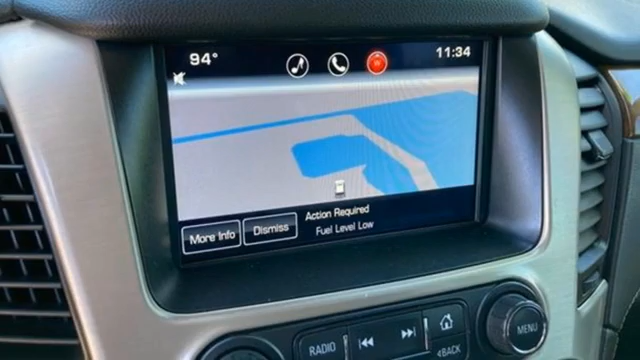 94°
11:34
Action Required
More Info
Dismiss
Fuel Level Low
RADIO
MENU
BACK